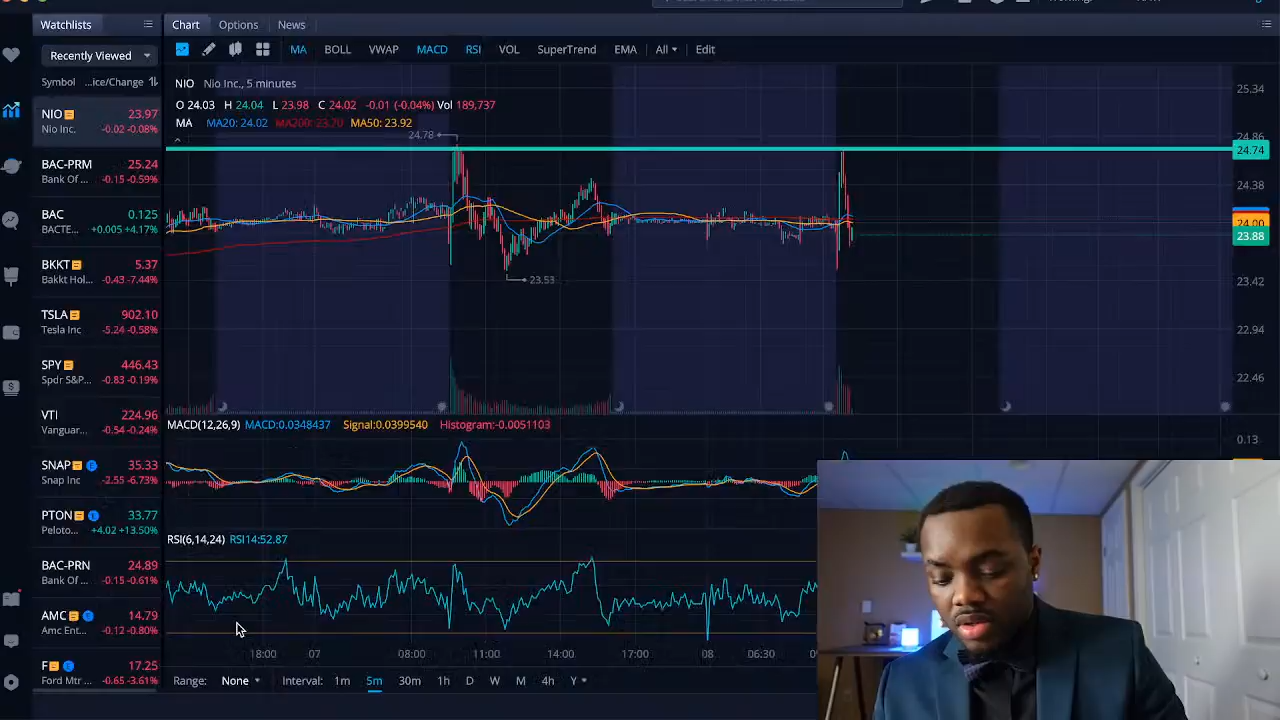 Watchlists
Chart Options News
Recently Viewed
MA BOLL VWAP MACD RSI VOL SuperTrend EMA All Edit
Symbol ...ice/Change
NIO 23.97
Nio Inc. -0.02 -0.08%
BAC-PRM 25.24
Bank Of ... -0.15 -0.59%
BAC 0.125
+0.005 +4.17%
BKKT 5.37
Bakkt Hol... -0.43 -7.44%
TSLA 902.10
Tesla Inc -5.24 -0.58%
SPY 446.43
Spdr S&P... -0.83 -0.19%
VTI 224.96
Vanguar... -0.54 -0.24%
SNAP 35.33
Snap Inc -2.55 -6.73%
PTON 33.77
Peloto... +4.02 +13.50%
BAC-PRN 24.89
Bank Of ... -0.15 -0.61%
AMC 14.79
Amc Ent... -0.12 -0.80%
F 17.25
Ford Mtr ... -0.65 -3.61%
NIO Nio Inc., 5 minutes
O 24.03 H 24.04 L 23.98 C 24.02 -0.01 (-0.04%) Vol 189,737
MA MA20: 24.02 MA200: 23.70 MA50: 23.92
24.78
23.53
25.34
24.86
24.74
24.38
24.00
23.88
23.42
22.94
22.46
MACD(12,26,9) MACD:0.0348437 Signal:0.0399540 Histogram:-0.0051103
0.13
RSI(6,14,24) RSI14:52.87
18:00 07 08:00 11:00 14:00 17:00 08 06:30
Range: None Interval: 1m 5m 30m 1h D W M 4h Y